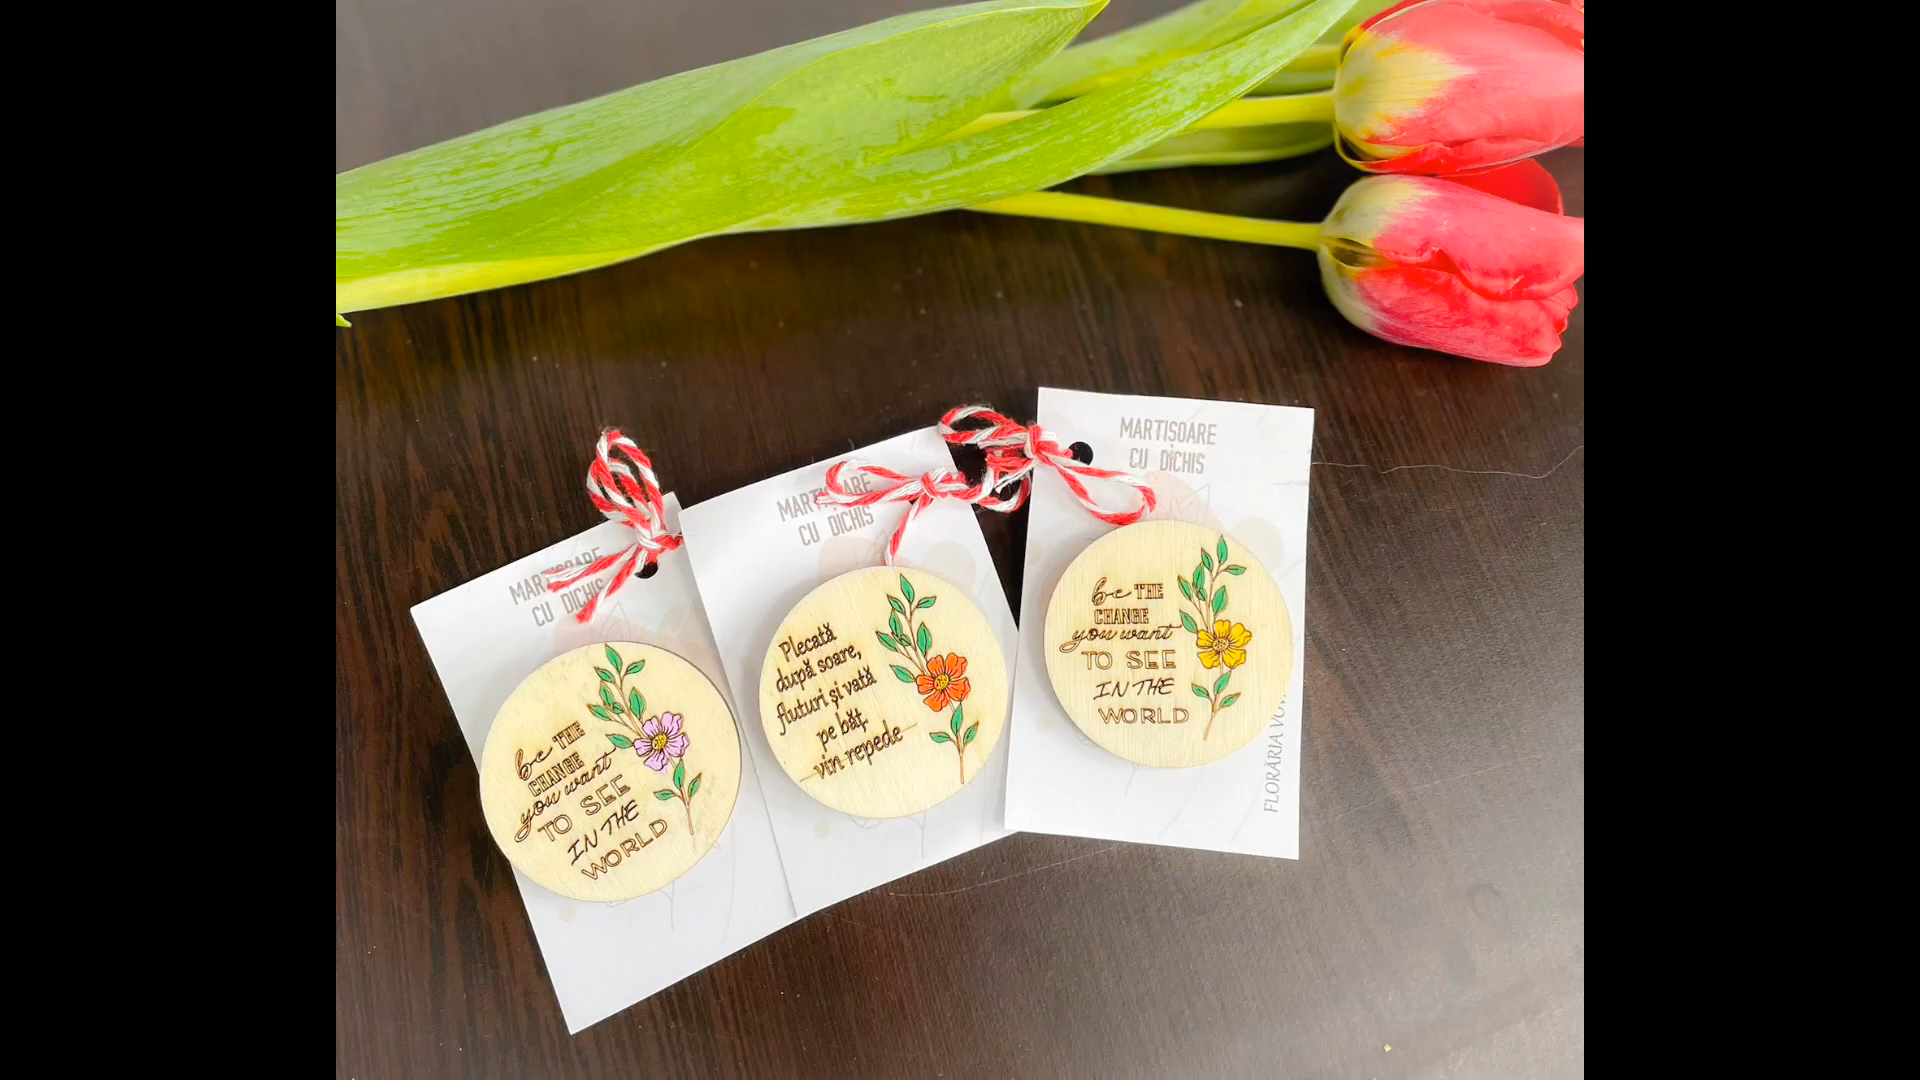 MARTISOARE
CU DICHIS
be THE
CHANGE
you want
TO SEE
IN THE
WORLD
MARTISOARE
CU DICHIS
Plecată
după soare,
fluturi și vată
pe băț,
vin repede
MARTISOARE
CU DICHIS
be THE
CHANGE
you want
TO SEE
IN THE
WORLD
FLORĂRIA